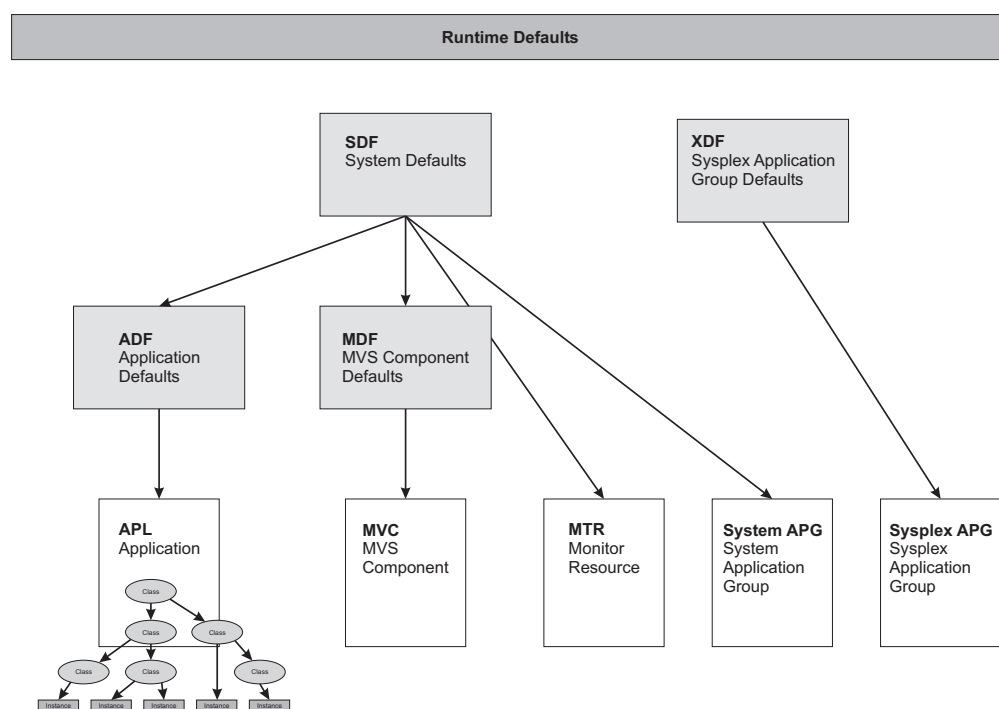 Runtime Defaults
SDF
System Defaults
XDF
Sysplex Application
Group Defaults
ADF
Application
Defaults
MDF
MVS Component
Defaults
APL
Application
MVC
MVS
Component
MTR
Monitor
Resource
System APG
System
Application
Group
Sysplex APG
Sysplex
Application
Group
Class
Class
Class
Class
Class
Class
Instance
Instance
Instance
Instance
Instance